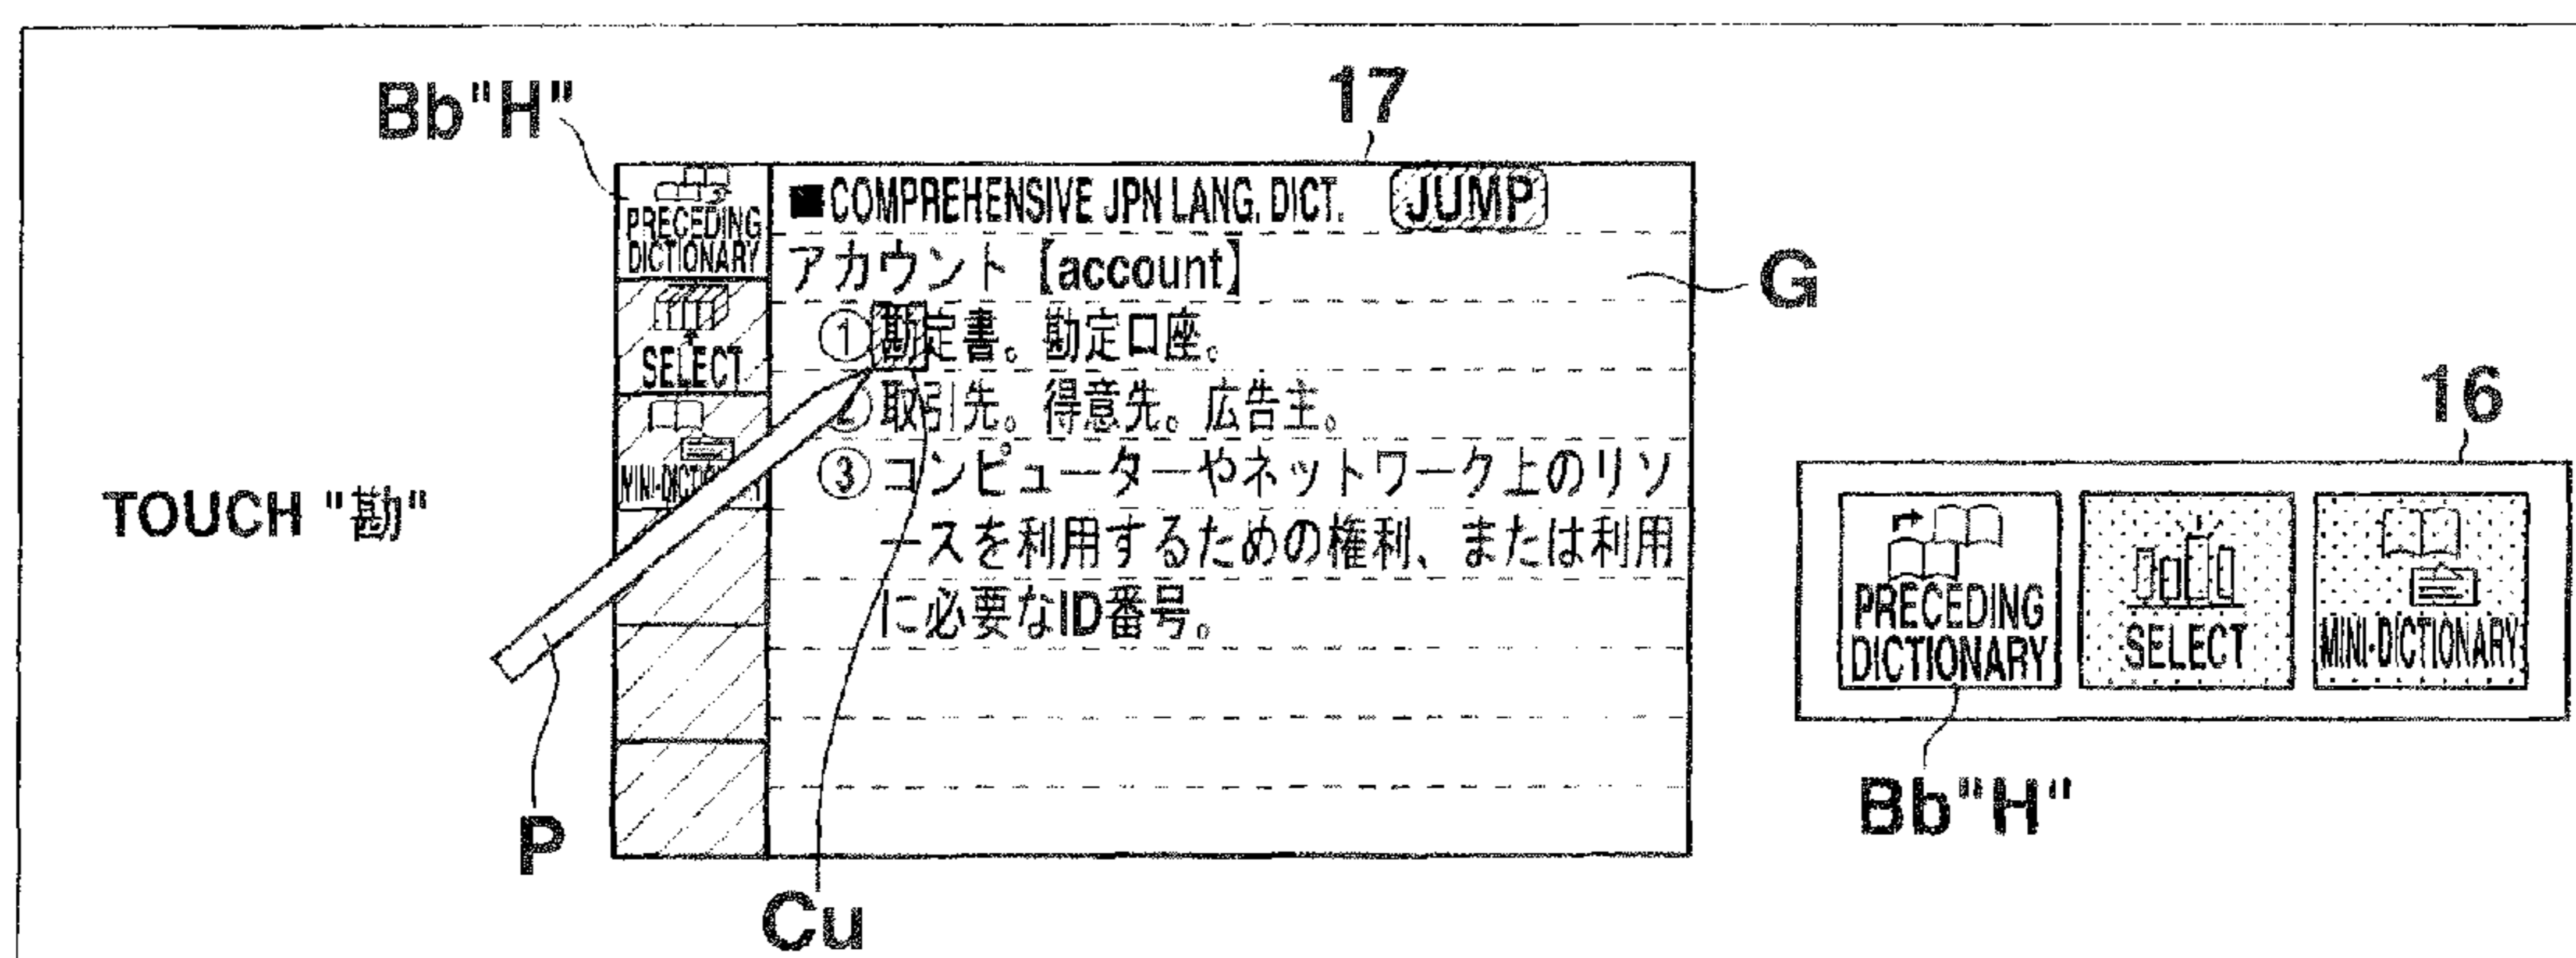 Bb"H"
17
PRECEDING
DICTIONARY
SELECT
MINI-DICTIONARY
■COMPREHENSIVE JPN LANG. DICT. JUMP
アカウント【account】
①勘定書。勘定口座。
②取引先。得意先。広告主。
③コンピューターやネットワーク上のリソ
ースを利用するための権利、または利用
に必要なID番号。
G
TOUCH "勘"
P
Cu
16
PRECEDING
DICTIONARY
SELECT
MINI-DICTIONARY
Bb"H"